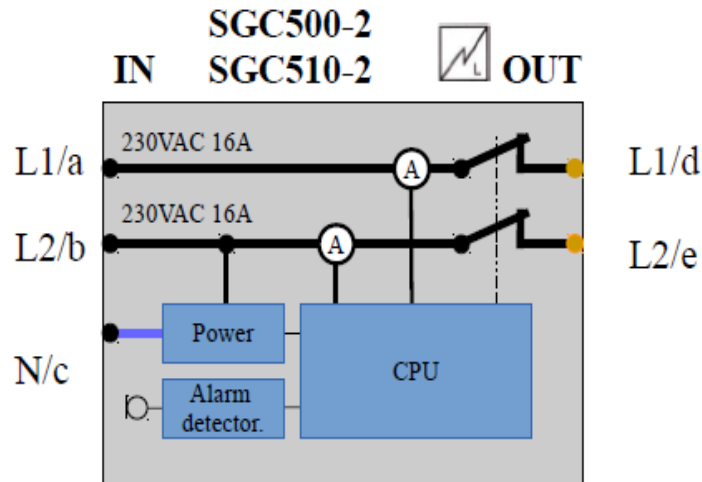 SGC500-2
IN SGC510-2 L OUT
L1/a 230VAC 16A A L1/d
L2/b 230VAC 16A A L2/e
N/c Power CPU
Alarm
detector.